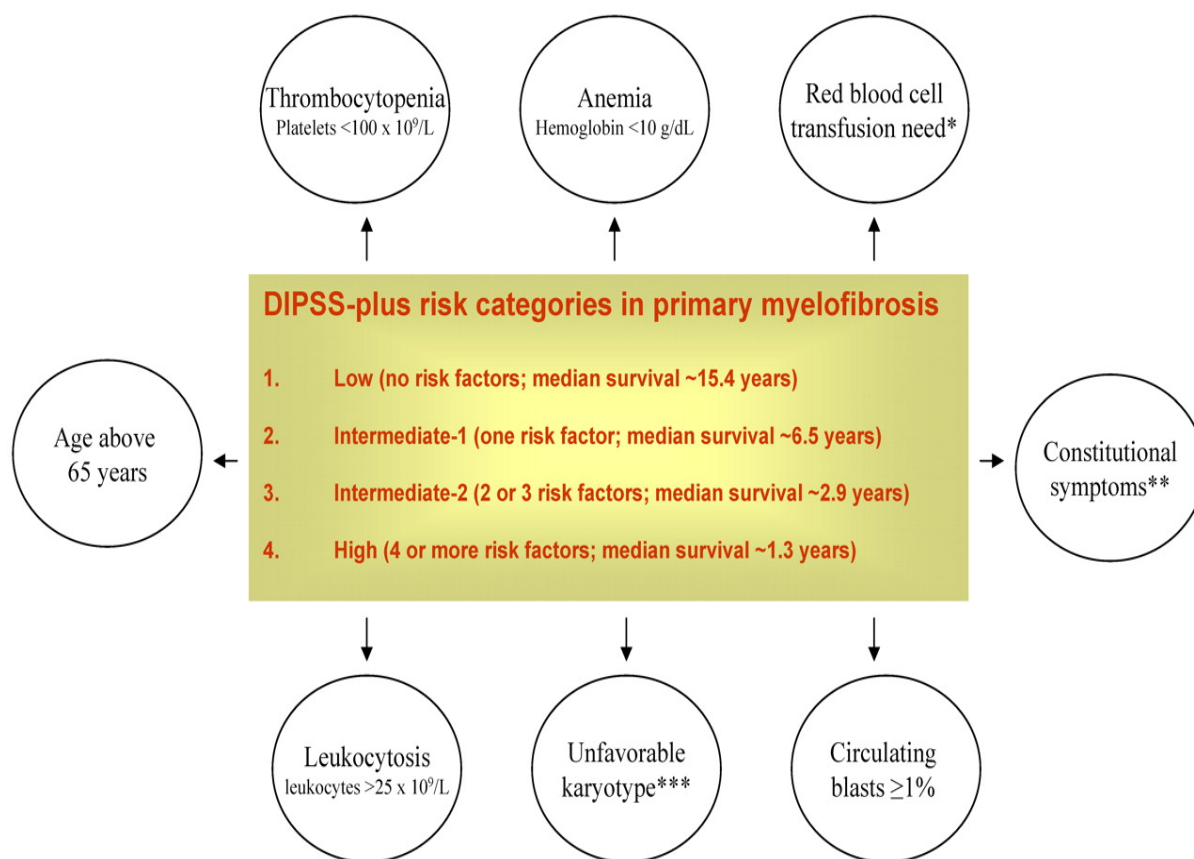 Thrombocytopenia
Platelets <100 x 10⁹/L
Anemia
Hemoglobin <10 g/dL
Red blood cell
transfusion need*
DIPSS-plus risk categories in primary myelofibrosis
1. Low (no risk factors; median survival ~15.4 years)
2. Intermediate-1 (one risk factor; median survival ~6.5 years)
3. Intermediate-2 (2 or 3 risk factors; median survival ~2.9 years)
4. High (4 or more risk factors; median survival ~1.3 years)
Age above
65 years
Constitutional
symptoms**
Leukocytosis
leukocytes >25 x 10⁹/L
Unfavorable
karyotype***
Circulating
blasts ≥1%